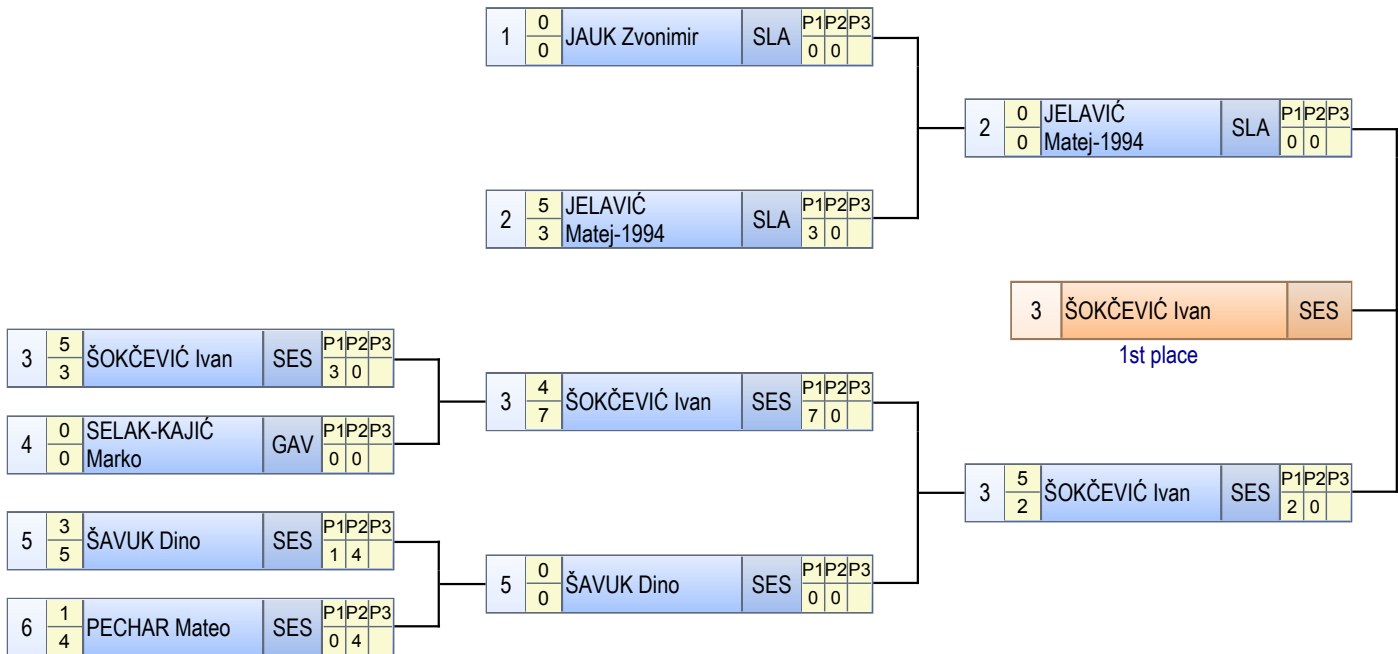 1 0 0 JAUK Zvonimir SLA P1 P2 P3 0 0
2 0 0 JELAVIĆ Matej-1994 SLA P1 P2 P3 0 0
2 5 3 JELAVIĆ Matej-1994 SLA P1 P2 P3 3 0
3 ŠOKČEVIĆ Ivan SES
1st place
3 5 3 ŠOKČEVIĆ Ivan SES P1 P2 P3 3 0
3 4 7 ŠOKČEVIĆ Ivan SES P1 P2 P3 7 0
4 0 0 SELAK-KAJIĆ Marko GAV P1 P2 P3 0 0
3 5 2 ŠOKČEVIĆ Ivan SES P1 P2 P3 2 0
5 3 5 ŠAVUK Dino SES P1 P2 P3 1 4
5 0 0 ŠAVUK Dino SES P1 P2 P3 0 0
6 1 4 PECHAR Mateo SES P1 P2 P3 0 4